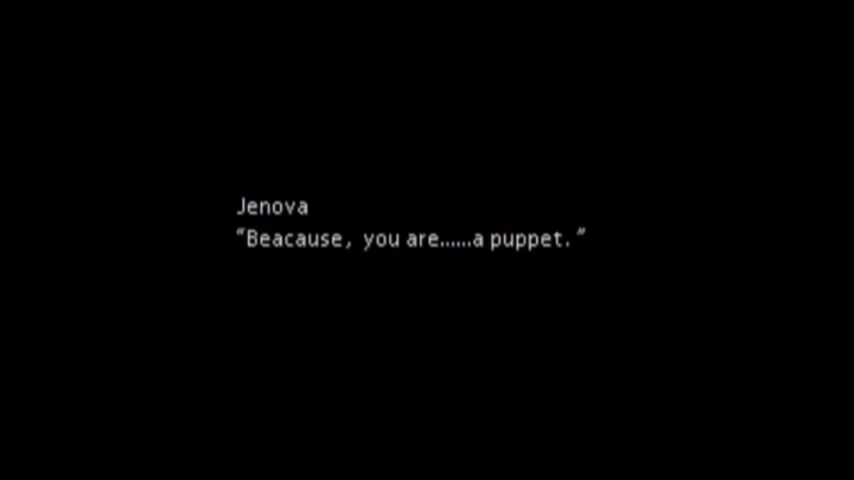 Jenova
“Beacause, you are......a puppet.”